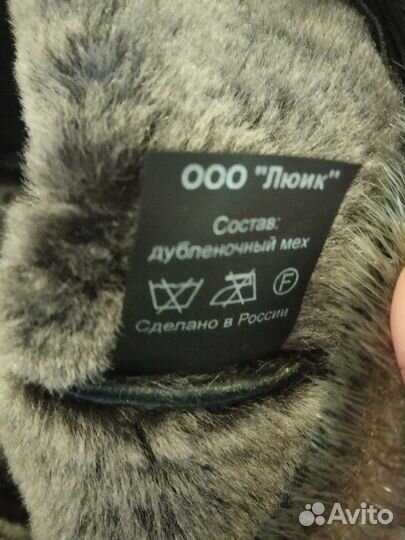 ООО "Люик"
Состав:
дубленочный мех
F
Сделано в России
Avito